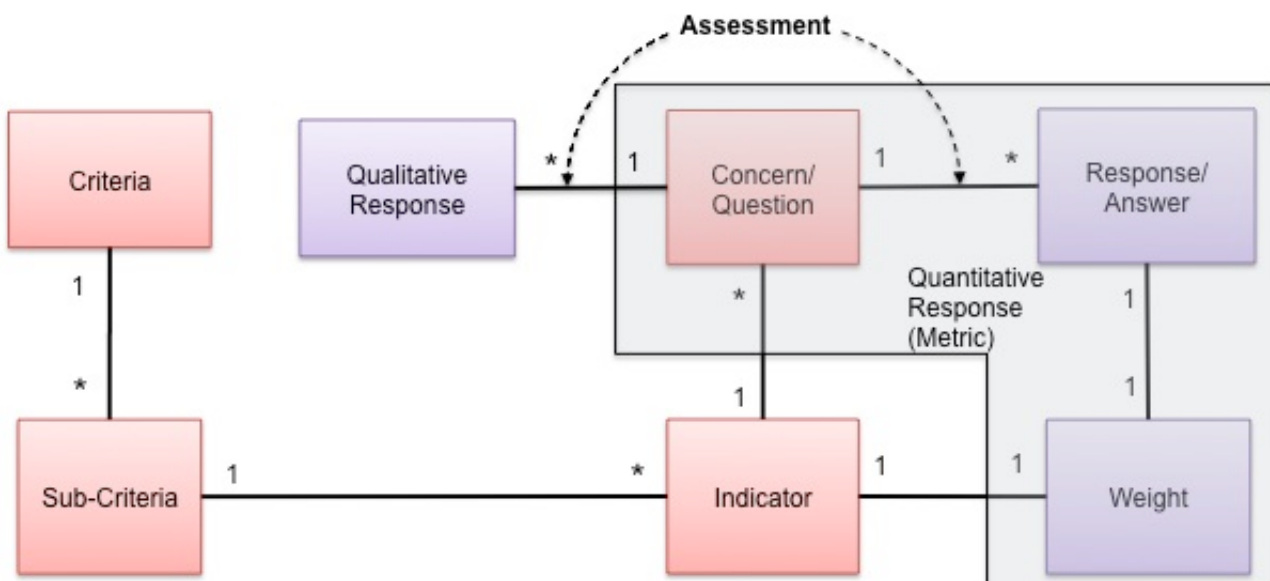 Assessment
Criteria
Qualitative
Response
*
1
Concern/
Question
1
*
Response/
Answer
1
*
Quantitative
Response
(Metric)
1
*
1
1
Sub-Criteria
1
*
Indicator
1
1
Weight